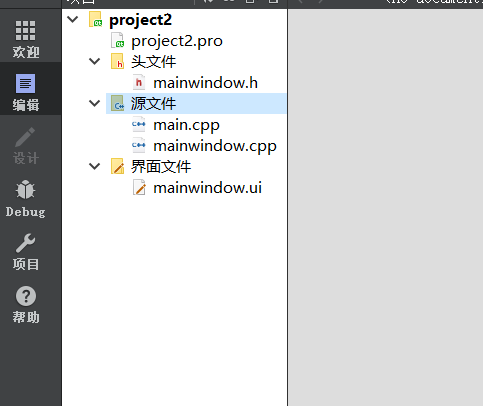 project2
project2.pro
头文件
mainwindow.h
源文件
main.cpp
mainwindow.cpp
界面文件
mainwindow.ui
欢迎
编辑
设计
Debug
项目
帮助